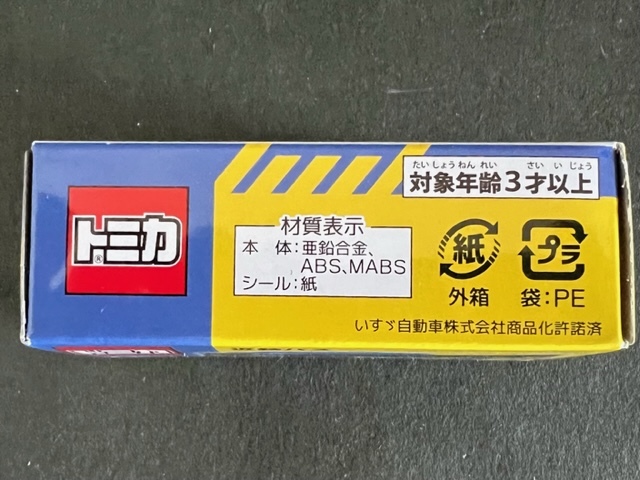 たいしょうねんれい さいいじょう
対象年齢3才以上
トミカ®
材質表示
本 体:亜鉛合金、
ABS、MABS
シール:紙
紙
外箱
プラ
袋:PE
いすゞ自動車株式会社商品化許諾済